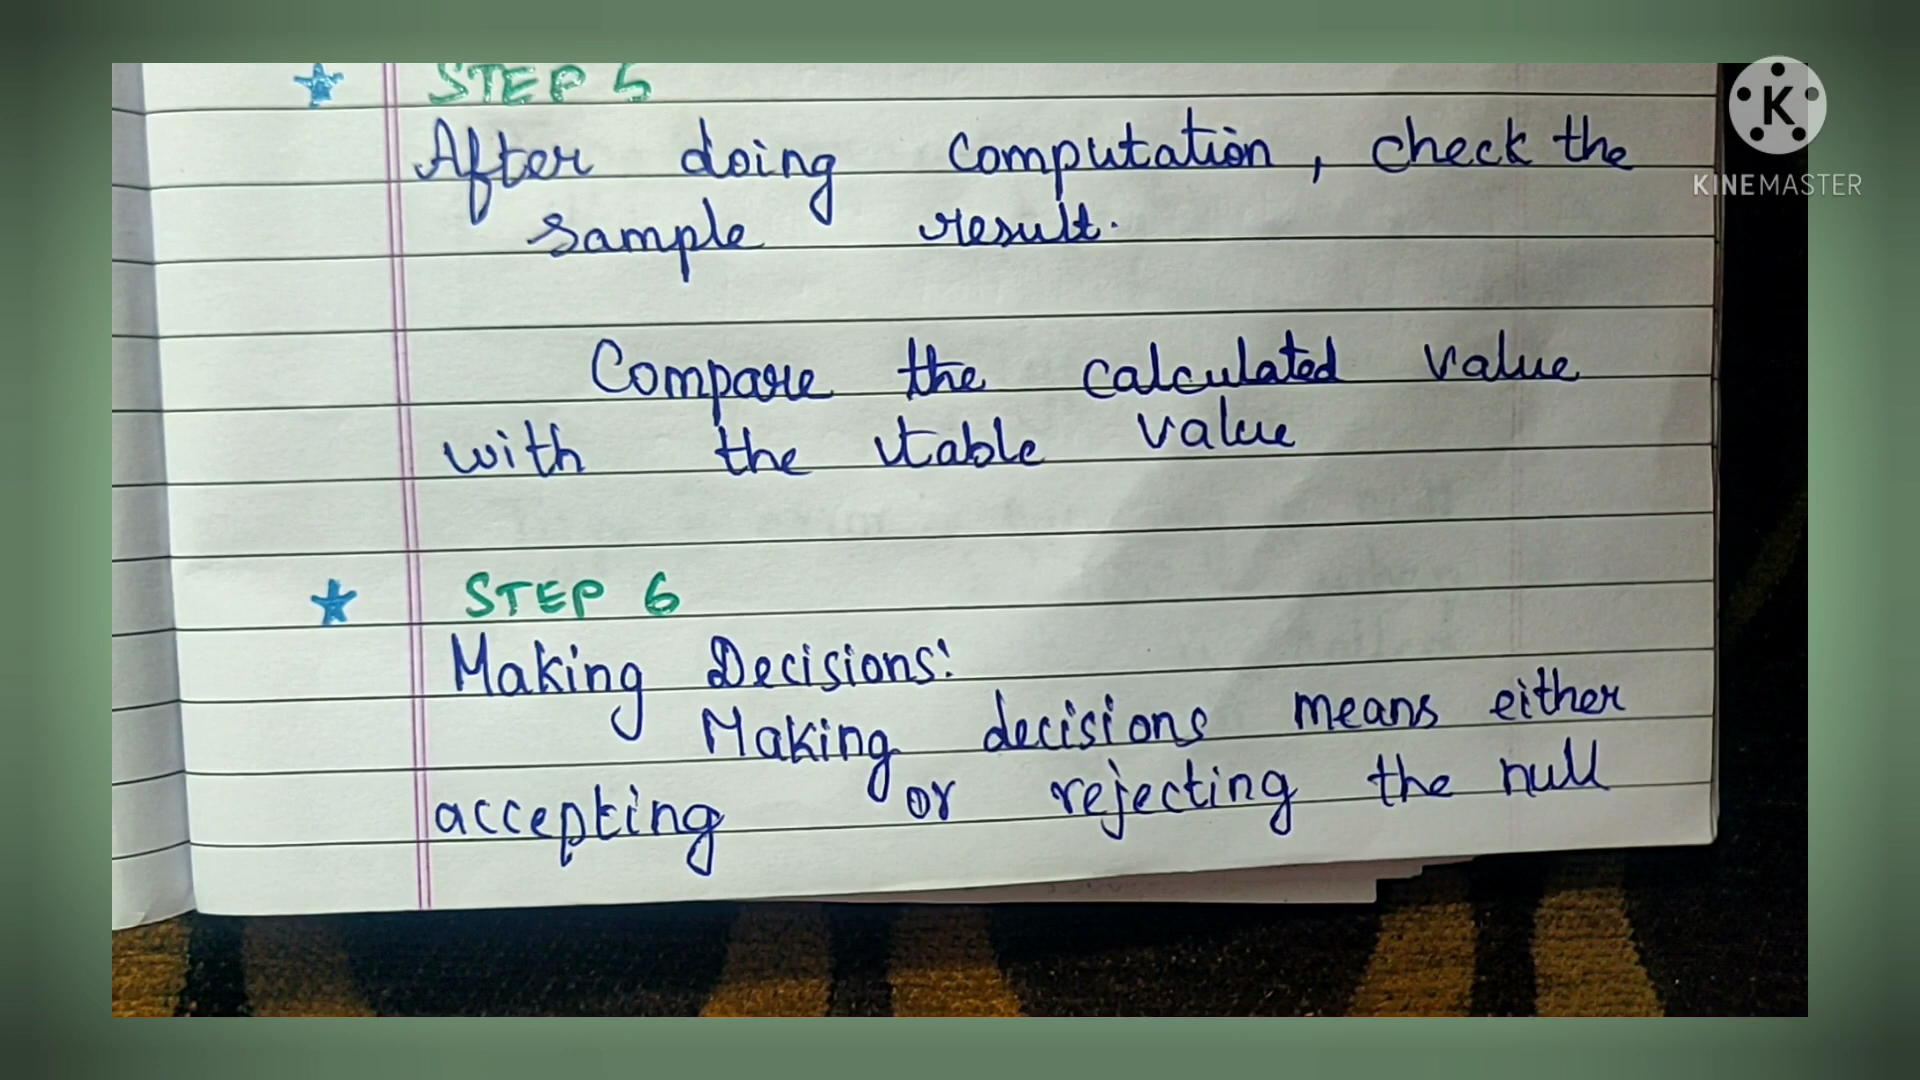 STEP 5
After doing computation, check the
sample result.
Compare the calculated value
with the table value
STEP 6
Making Decisions:
Making decisions means either
accepting or rejecting the null
K
KINEMASTER